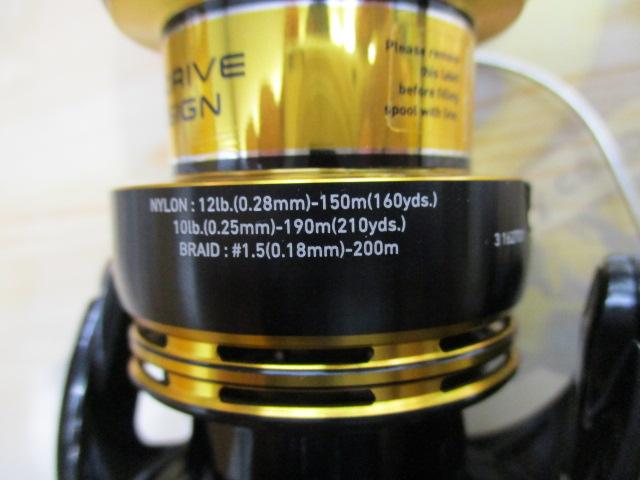 DRIVE
SIGN
Please remove
this label
before filling
spool with line.
NYLON : 12lb.(0.28mm)-150m(160yds.)
10lb.(0.25mm)-190m(210yds.)
BRAID : #1.5(0.18mm)-200m